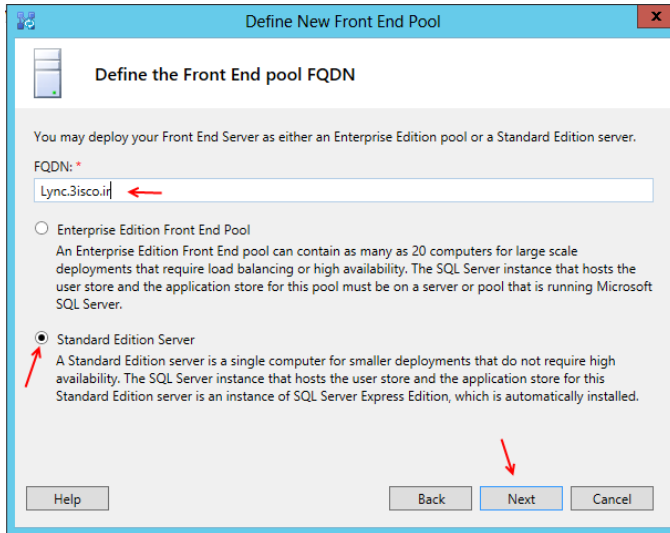 Define New Front End Pool
x
Define the Front End pool FQDN
You may deploy your Front End Server as either an Enterprise Edition pool or a Standard Edition server.
FQDN: *
Lync.3isco.ir
Enterprise Edition Front End Pool
An Enterprise Edition Front End pool can contain as many as 20 computers for large scale
deployments that require load balancing or high availability. The SQL Server instance that hosts the
user store and the application store for this pool must be on a server or pool that is running Microsoft
SQL Server.
Standard Edition Server
A Standard Edition server is a single computer for smaller deployments that do not require high
availability. The SQL Server instance that hosts the user store and the application store for this
Standard Edition server is an instance of SQL Server Express Edition, which is automatically installed.
Help Back Next Cancel